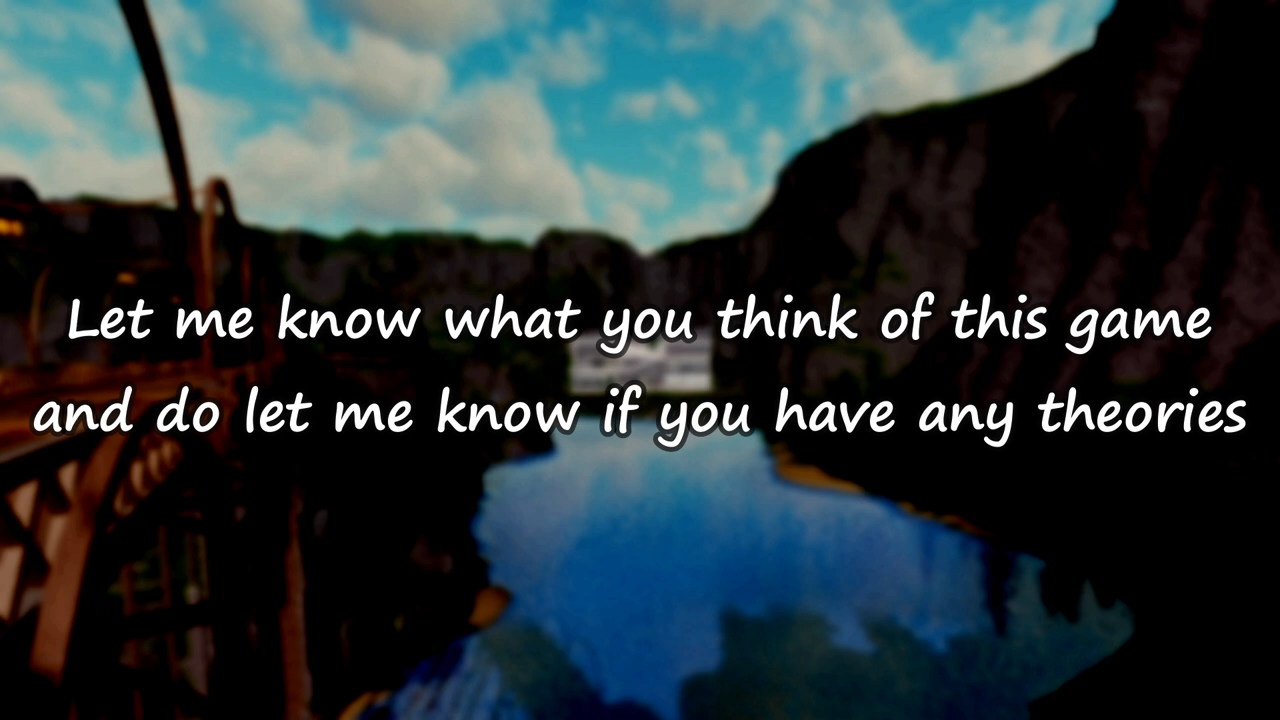 Let me know what you think of this game
and do let me know if you have any theories